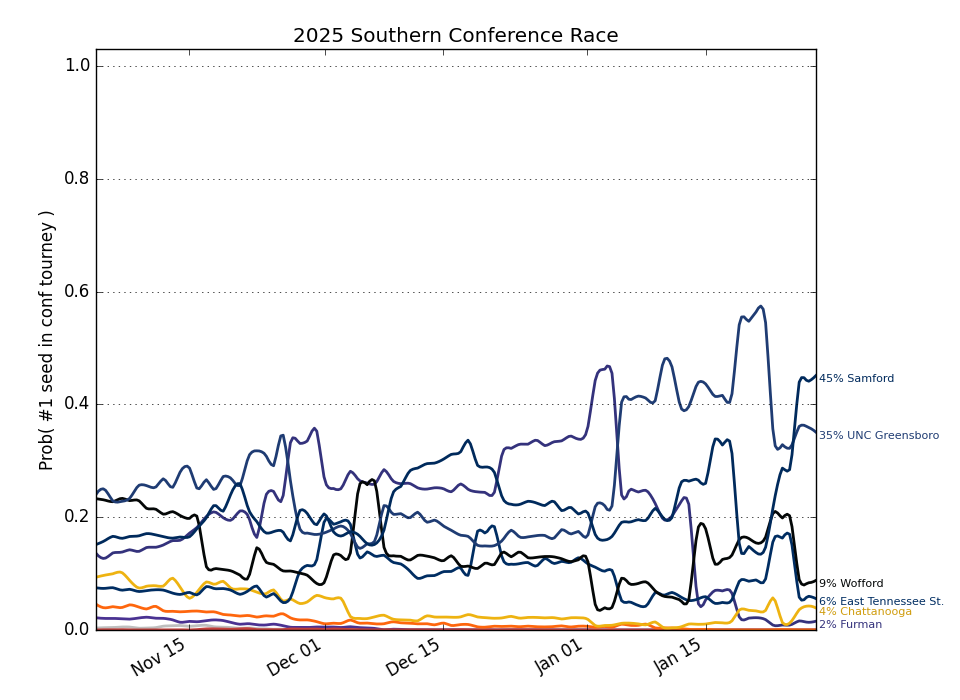 2025 Southern Conference Race
Prob( #1 seed in conf tourney )
1.0
0.8
0.6
0.4
0.2
0.0
45% Samford
35% UNC Greensboro
9% Wofford
6% East Tennessee St.
4% Chattanooga
2% Furman
Nov 15
Dec 01
Dec 15
Jan 01
Jan 15